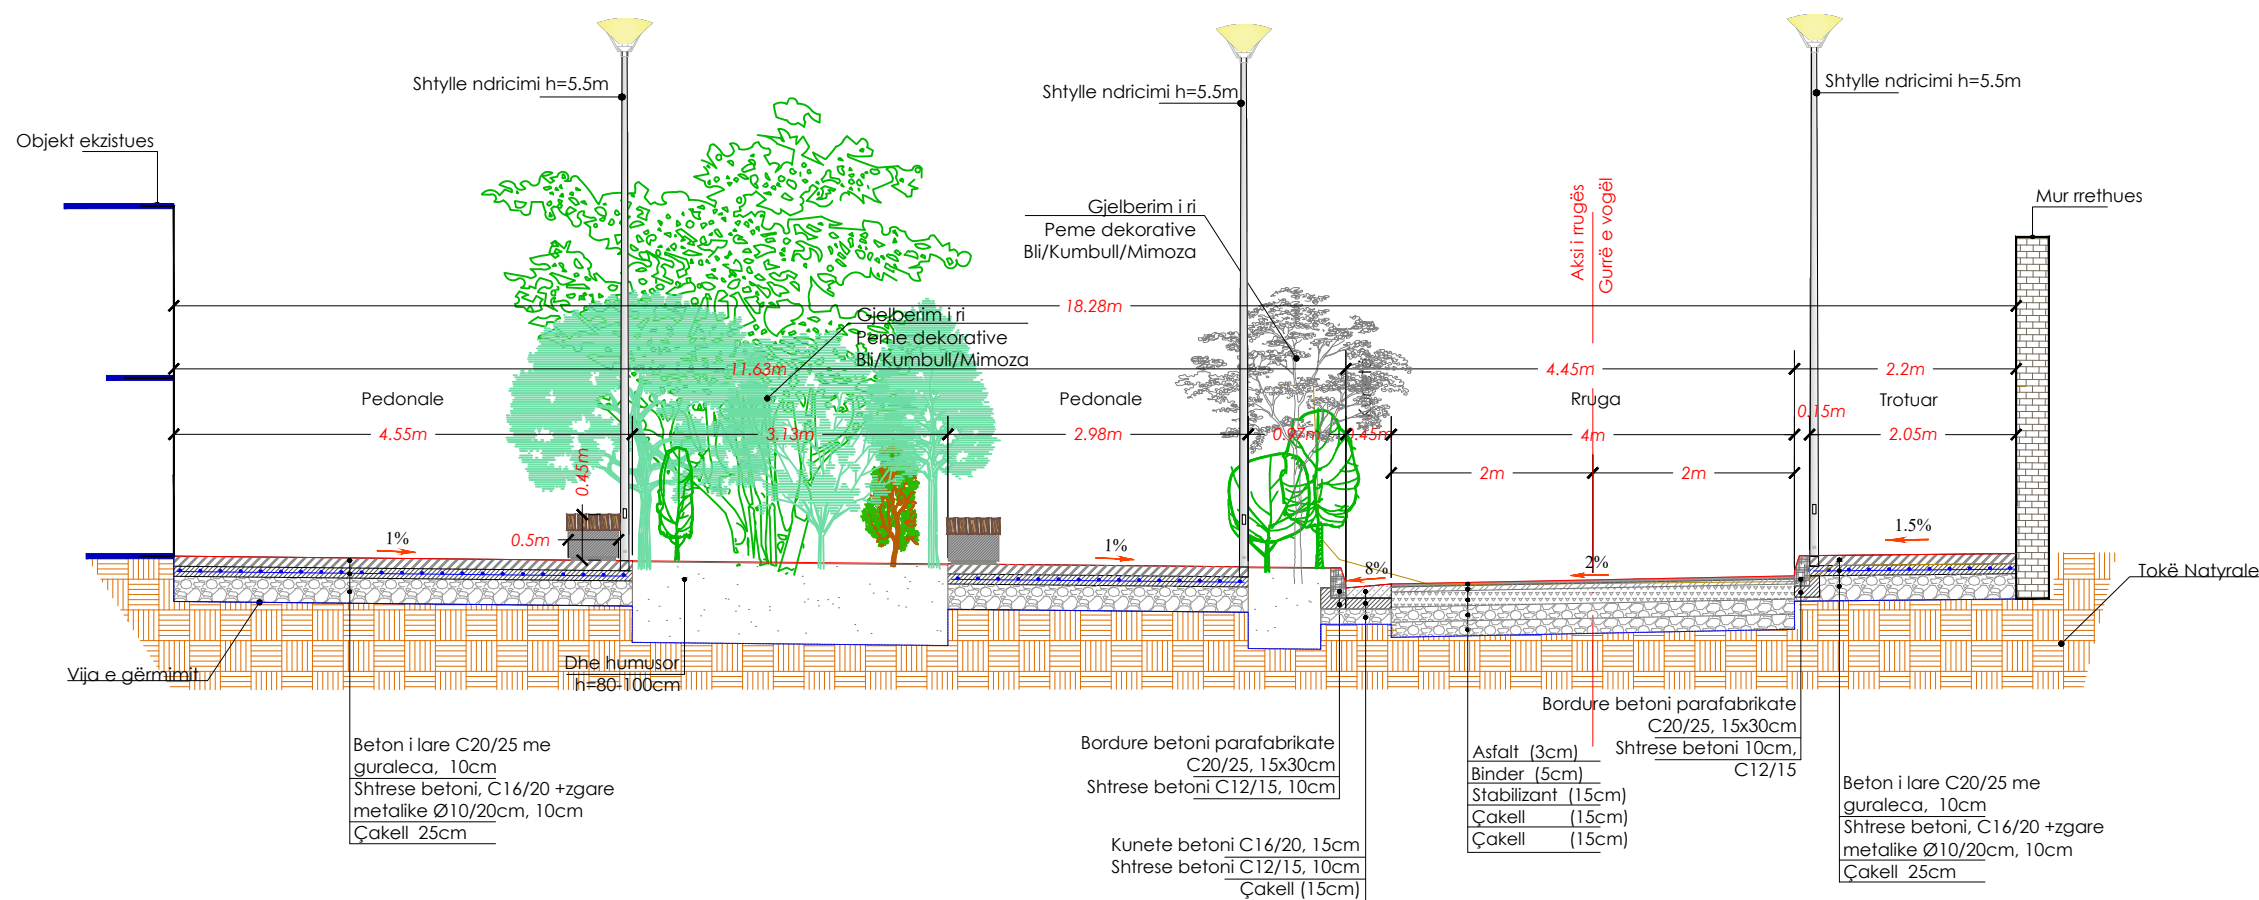 Shtylle ndricimi h=5.5m
Shtylle ndricimi h=5.5m
Shtylle ndricimi h=5.5m
Objekt ekzistues
Gjelberim i ri
Peme dekorative
Bli/Kumbull/Mimoza
Aksi i rrugës
Gurrë e vogël
Mur rrethues
18.28m
Gjelberim i ri
Peme dekorative
Bli/Kumbull/Mimoza
11.63m
4.45m
2.2m
Pedonale
Pedonale
Rruga
Trotuar
0.15m
4.55m
3.13m
2.98m
0.97m
0.45m
4m
2.05m
0.45m
2m
2m
0.5m
1%
1%
8%
2%
1.5%
Tokë Natyrale
Vija e gërmimit
Dhe humusor
h=80-100cm
Beton i lare C20/25 me
guraleca, 10cm
Shtrese betoni, C16/20 +zgare
metalike Ø10/20cm, 10cm
Çakell 25cm
Bordure betoni parafabrikate
C20/25, 15x30cm
Shtrese betoni C12/15, 10cm
Kunete betoni C16/20, 15cm
Shtrese betoni C12/15, 10cm
Çakell (15cm)
Asfalt (3cm)
Binder (5cm)
Stabilizant (15cm)
Çakell (15cm)
Çakell (15cm)
Bordure betoni parafabrikate
C20/25, 15x30cm
Shtrese betoni 10cm,
C12/15
Beton i lare C20/25 me
guraleca, 10cm
Shtrese betoni, C16/20 +zgare
metalike Ø10/20cm, 10cm
Çakell 25cm